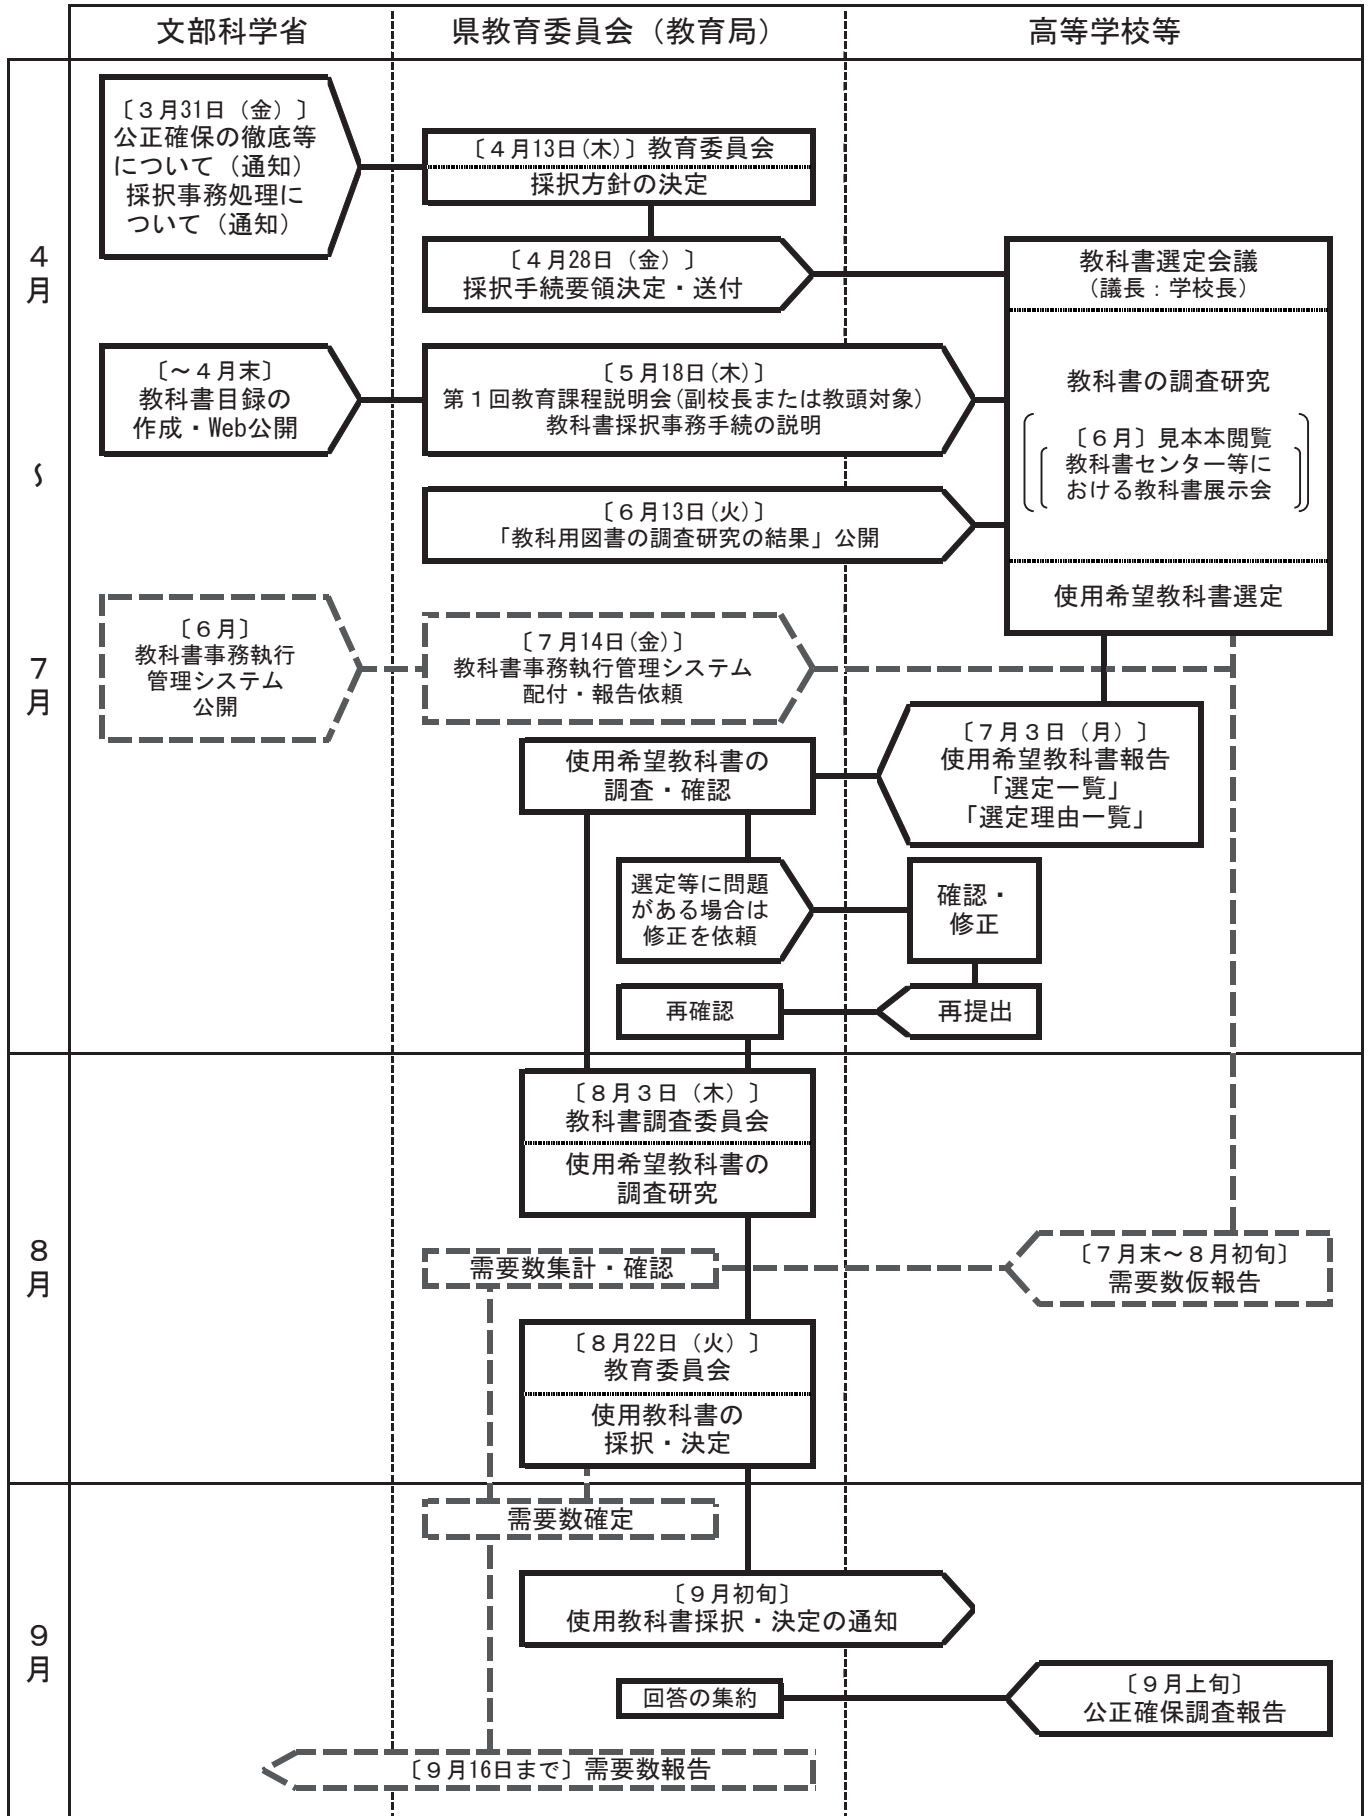 文部科学省
県教育委員会（教育局）
高等学校等
４月
～
７月
〔３月31日（金）〕
公正確保の徹底等
について（通知）
採択事務処理に
ついて（通知）
〔４月13日(木)〕教育委員会
採択方針の決定
〔４月28日（金）〕
採択手続要領決定・送付
教科書選定会議
（議長：学校長）
教科書の調査研究
〔６月〕見本本閲覧
教科書センター等に
おける教科書展示会
使用希望教科書選定
〔～４月末〕
教科書目録の
作成・Web公開
〔５月18日(木)〕
第１回教育課程説明会(副校長または教頭対象)
教科書採択事務手続の説明
〔６月13日(火)〕
「教科用図書の調査研究の結果」公開
〔６月〕
教科書事務執行
管理システム
公開
〔７月14日(金)〕
教科書事務執行管理システム
配付・報告依頼
〔７月３日（月）〕
使用希望教科書報告
「選定一覧」
「選定理由一覧」
使用希望教科書の
調査・確認
選定等に問題
がある場合は
修正を依頼
確認・
修正
再確認
再提出
８月
〔８月３日（木）〕
教科書調査委員会
使用希望教科書の
調査研究
需要数集計・確認
〔７月末～８月初旬〕
需要数仮報告
〔８月22日（火）〕
教育委員会
使用教科書の
採択・決定
９月
需要数確定
〔９月初旬〕
使用教科書採択・決定の通知
回答の集約
〔９月上旬〕
公正確保調査報告
〔９月16日まで〕需要数報告